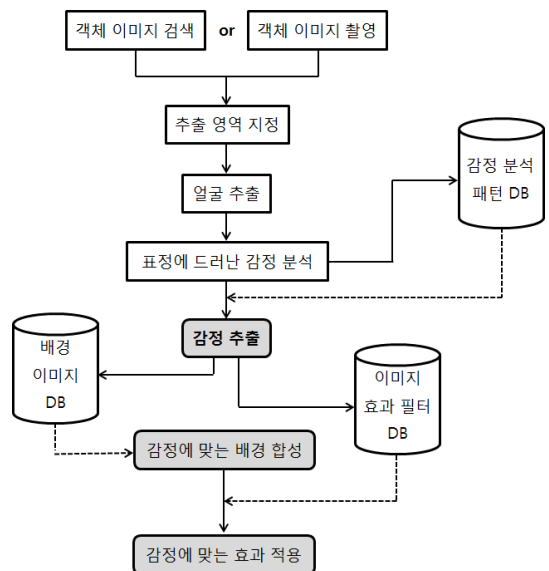 객체 이미지 검색
or
객체 이미지 촬영
추출 영역 지정
감정 분석
패턴 DB
얼굴 추출
표정에 드러난 감정 분석
감정 추출
배경
이미지
DB
이미지
효과 필터
DB
감정에 맞는 배경 합성
감정에 맞는 효과 적용